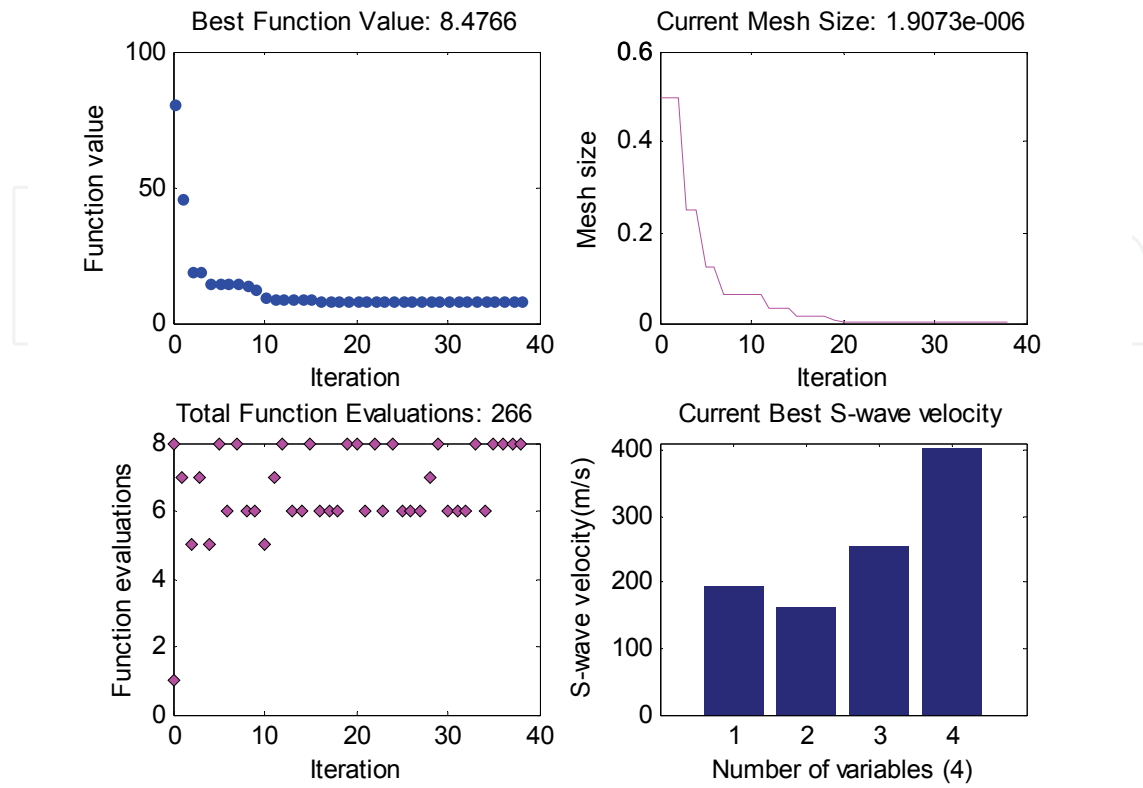 Best Function Value: 8.4766
100
50
0
Function value
0 10 20 30 40
Iteration
Current Mesh Size: 1.9073e-006
0.6
0.4
0.2
0
Mesh size
0 10 20 30 40
Iteration
Total Function Evaluations: 266
8
6
4
2
0
Function evaluations
0 10 20 30 40
Iteration
Current Best S-wave velocity
400
300
200
100
0
S-wave velocity(m/s)
1 2 3 4
Number of variables (4)